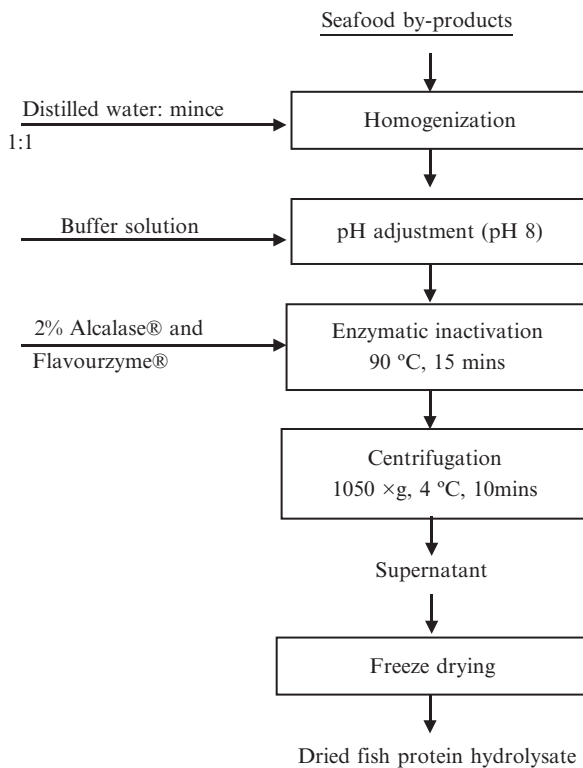 Seafood by-products
Distilled water: mince
1:1
Homogenization
Buffer solution
pH adjustment (pH 8)
2% Alcalase® and
Flavourzyme®
Enzymatic inactivation
90 ºC, 15 mins
Centrifugation
1050 ×g, 4 ºC, 10mins
Supernatant
Freeze drying
Dried fish protein hydrolysate